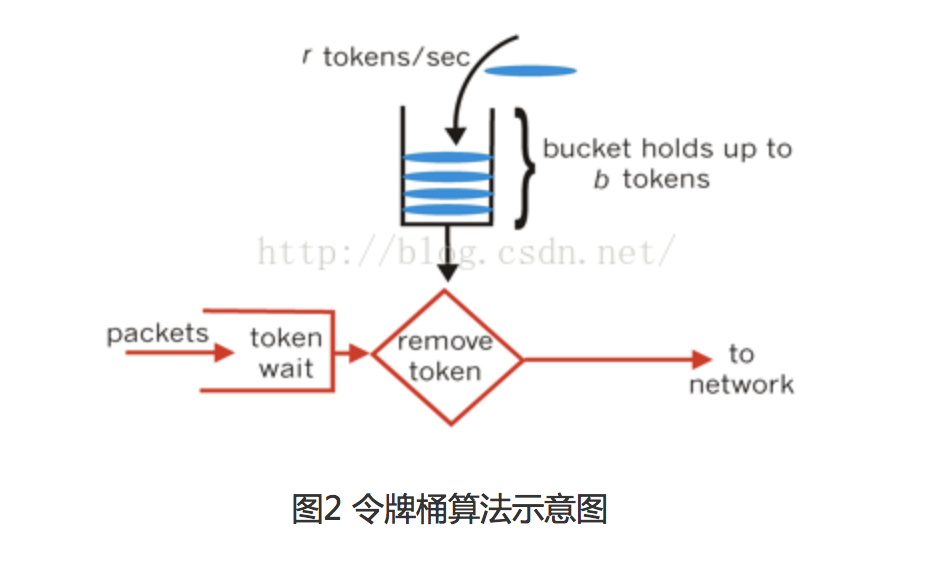 r tokens/sec
bucket holds up to
b tokens
http://blog.csdn.net/
packets
token
wait
remove
token
to
network
图2 令牌桶算法示意图